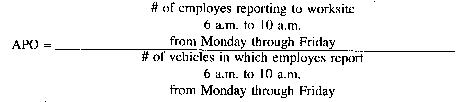 # of employes reporting to worksite
6 a.m. to 10 a.m.
from Monday through Friday
APO =
# of vehicles in which employes report
6 a.m. to 10 a.m.
from Monday through Friday